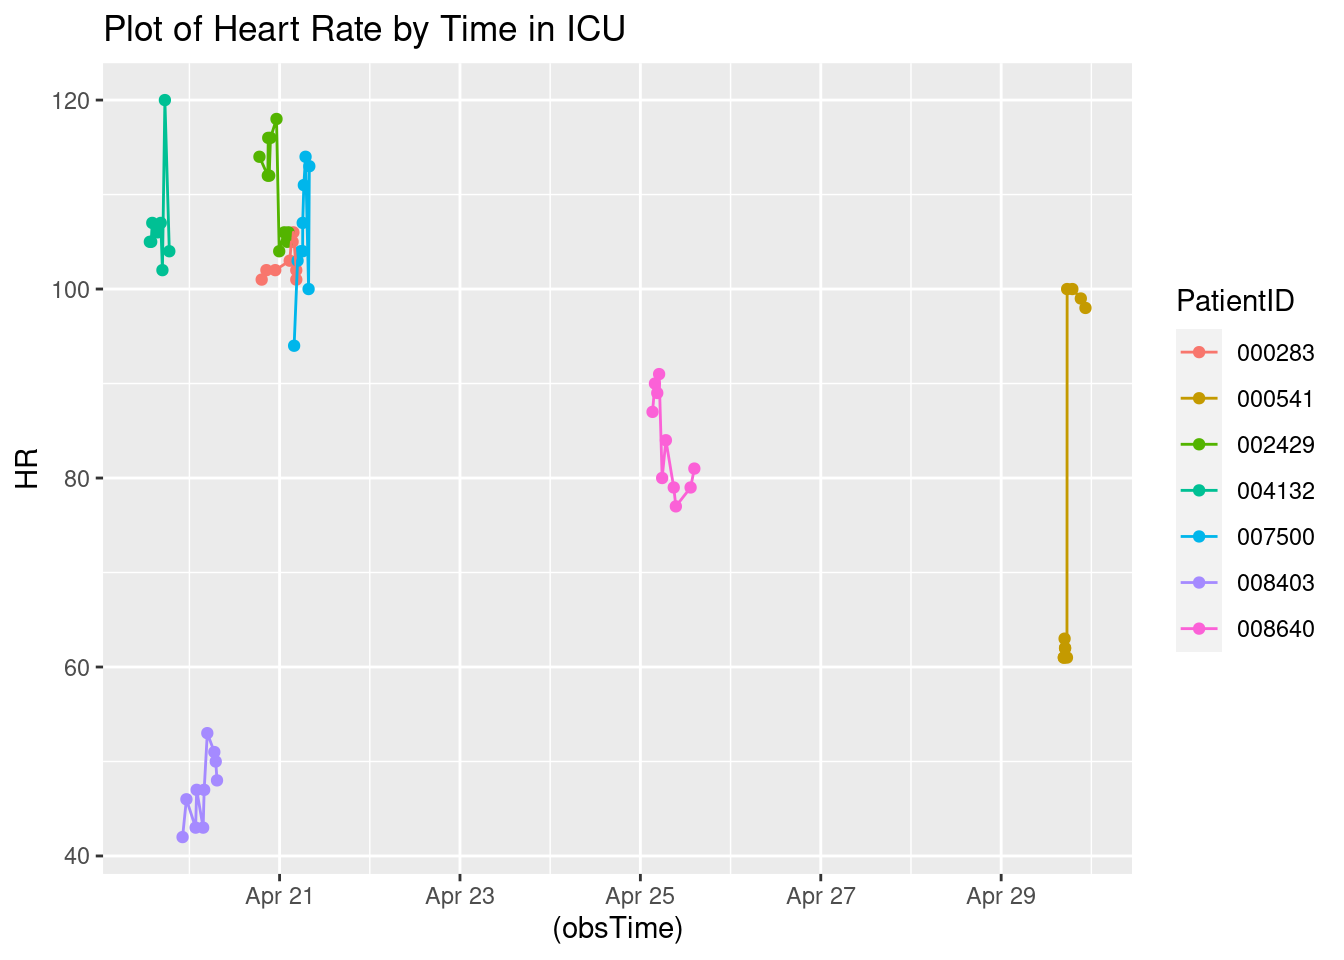 Plot of Heart Rate by Time in ICU
120
100
80
60
40
HR
Apr 21
Apr 23
Apr 25
Apr 27
Apr 29
(obsTime)
PatientID
000283
000541
002429
004132
007500
008403
008640